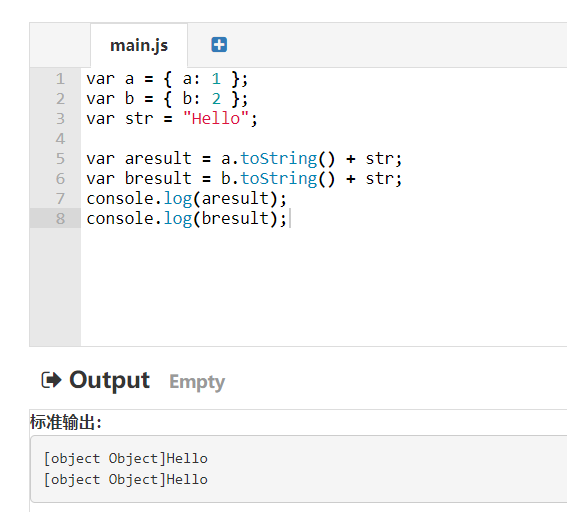 main.js
1 var a = { a: 1 };
2 var b = { b: 2 };
3 var str = "Hello";
4
5 var aresult = a.toString() + str;
6 var bresult = b.toString() + str;
7 console.log(aresult);
8 console.log(bresult);
Output Empty
标准输出:
[object Object]Hello
[object Object]Hello